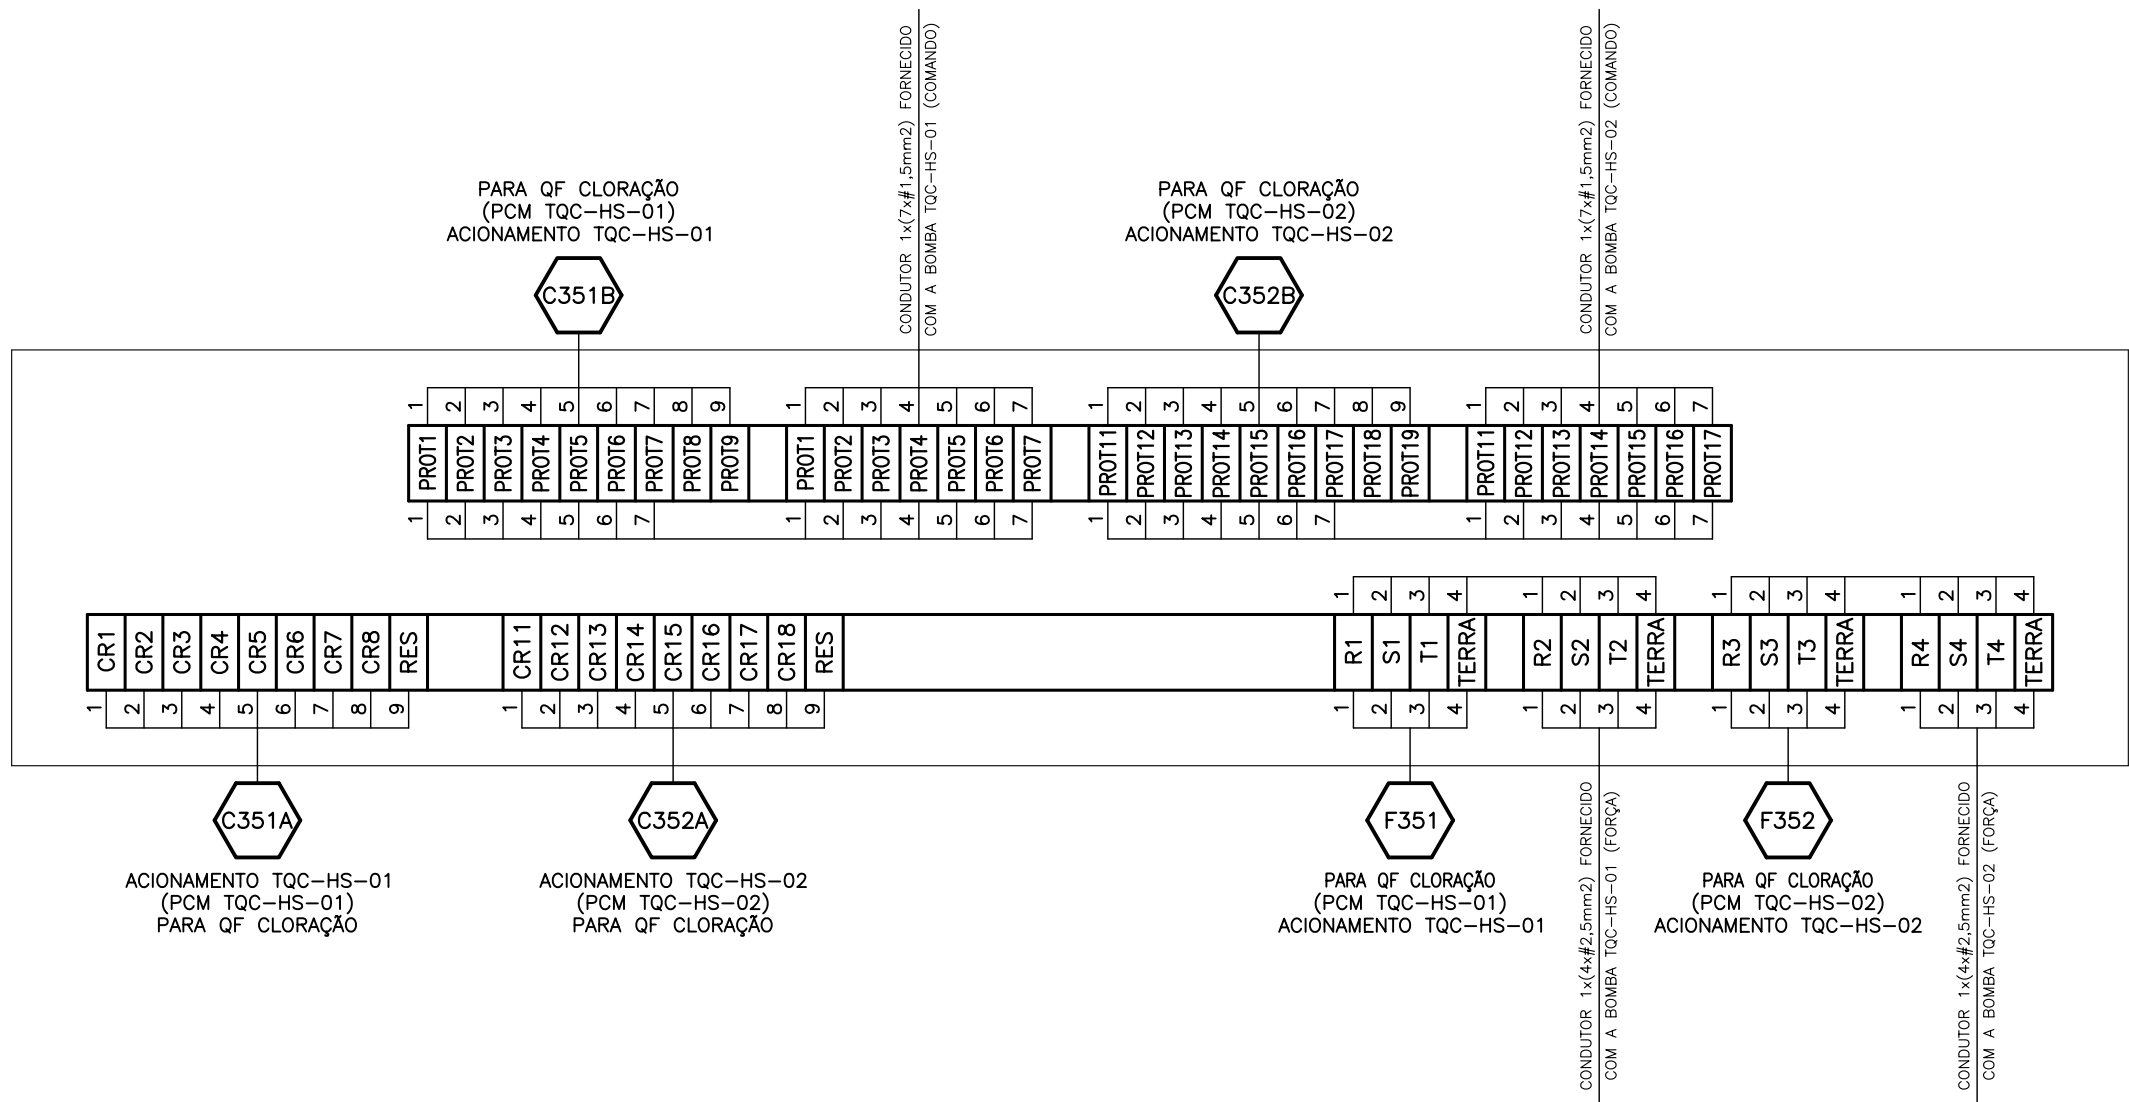 CONDUTOR 1x(7x#1,5mm2) FORNECIDO
COM A BOMBA TQC-HS-01 (COMANDO)
CONDUTOR 1x(7x#1,5mm2) FORNECIDO
COM A BOMBA TQC-HS-02 (COMANDO)
PARA QF CLORAÇÃO
(PCM TQC-HS-01)
ACIONAMENTO TQC-HS-01
C351B
PARA QF CLORAÇÃO
(PCM TQC-HS-02)
ACIONAMENTO TQC-HS-02
C352B
1 2 3 4 5 6 7 8 9 1 2 3 4 5 6 7 1 2 3 4 5 6 7 8 9 1 2 3 4 5 6 7
PROT1 PROT2 PROT3 PROT4 PROT5 PROT6 PROT7 PROT8 PROT9 PROT1 PROT2 PROT3 PROT4 PROT5 PROT6 PROT7 PROT11 PROT12 PROT13 PROT14 PROT15 PROT16 PROT17 PROT18 PROT19 PROT11 PROT12 PROT13 PROT14 PROT15 PROT16 PROT17
1 2 3 4 5 6 7 1 2 3 4 5 6 7 1 2 3 4 5 6 7 1 2 3 4 5 6 7
1 2 3 4 1 2 3 4 1 2 3 4 1 2 3 4
CR1 CR2 CR3 CR4 CR5 CR6 CR7 CR8 RES CR11 CR12 CR13 CR14 CR15 CR16 CR17 CR18 RES R1 S1 T1 TERRA R2 S2 T2 TERRA R3 S3 T3 TERRA R4 S4 T4 TERRA
1 2 3 4 5 6 7 8 9 1 2 3 4 5 6 7 8 9 1 2 3 4 1 2 3 4 1 2 3 4 1 2 3 4
C351A
ACIONAMENTO TQC-HS-01
(PCM TQC-HS-01)
PARA QF CLORAÇÃO
C352A
ACIONAMENTO TQC-HS-02
(PCM TQC-HS-02)
PARA QF CLORAÇÃO
F351
PARA QF CLORAÇÃO
(PCM TQC-HS-01)
ACIONAMENTO TQC-HS-01
CONDUTOR 1x(4x#2,5mm2) FORNECIDO
COM A BOMBA TQC-HS-01 (FORÇA)
F352
PARA QF CLORAÇÃO
(PCM TQC-HS-02)
ACIONAMENTO TQC-HS-02
CONDUTOR 1x(4x#2,5mm2) FORNECIDO
COM A BOMBA TQC-HS-02 (FORÇA)